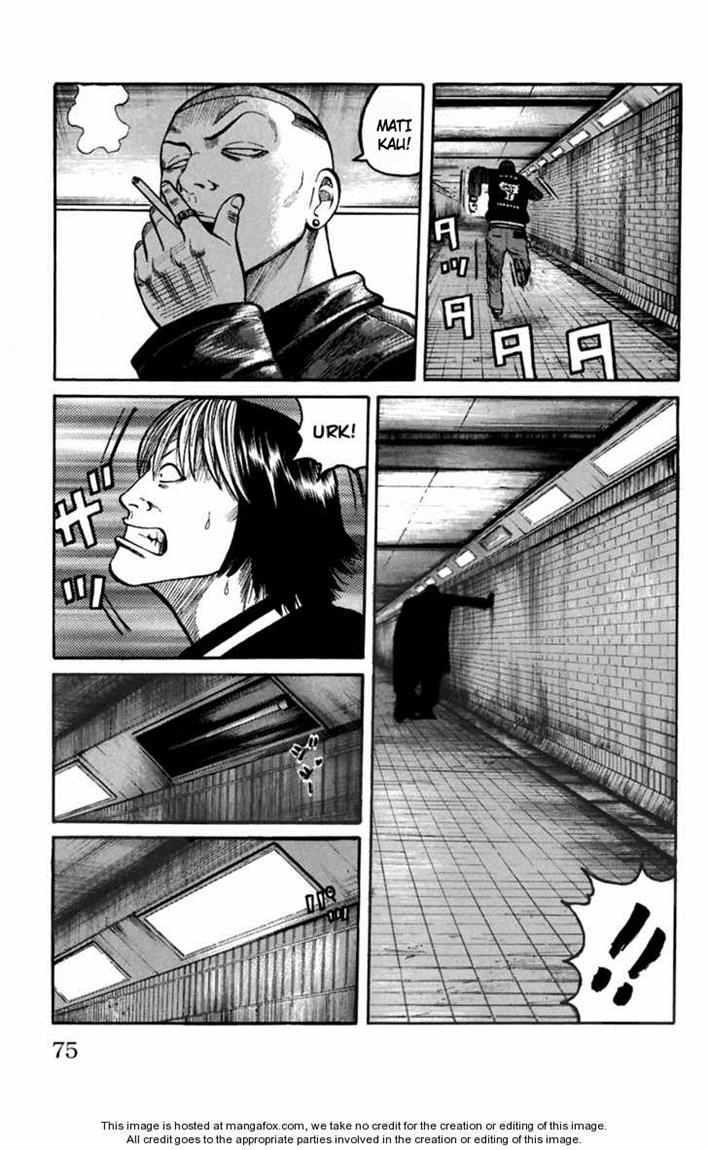 タ
ッ
タ
タ
タ
MATI
KAU!
!!
URK!
ザ
ッ
パッ
75
This image is hosted at mangafox.com, we take no credit for the creation or editing of this image.
All credit goes to the appropriate parties involved in the creation or editing of this image.